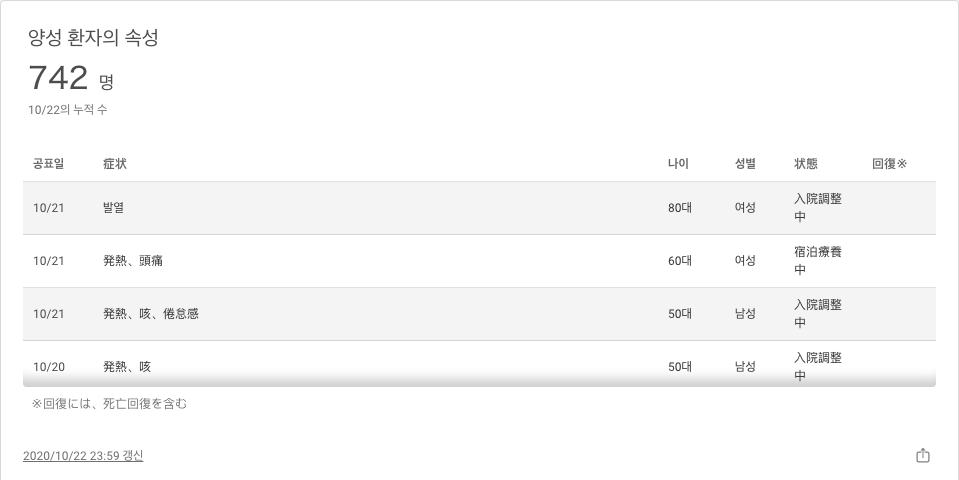 양성 환자의 속성
742 명
10/22의 누적 수
공표일 症状 나이 성별 状態 回復※
10/21 발열 80대 여성 入院調整
中
10/21 発熱、頭痛 60대 여성 宿泊療養
中
10/21 発熱、咳、倦怠感 50대 남성 入院調整
中
10/20 発熱、咳 50대 남성 入院調整
中
※回復には、死亡回復を含む
2020/10/22 23:59 갱신